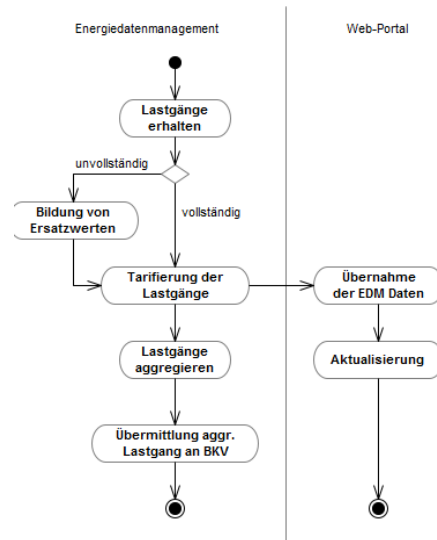 Energiedatenmanagement
Web-Portal
Lastgänge
erhalten
unvollständig
vollständig
Bildung von
Ersatzwerten
Tarifierung der
Lastgänge
Übernahme
der EDM Daten
Lastgänge
aggregieren
Aktualisierung
Übermittlung aggr.
Lastgang an BKV